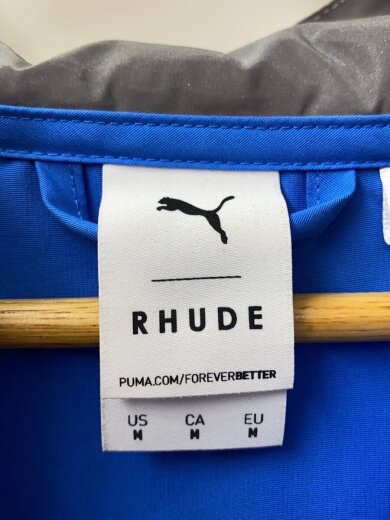 RHUDE
PUMA.COM/FOREVERBETTER
US CA EU
M M M